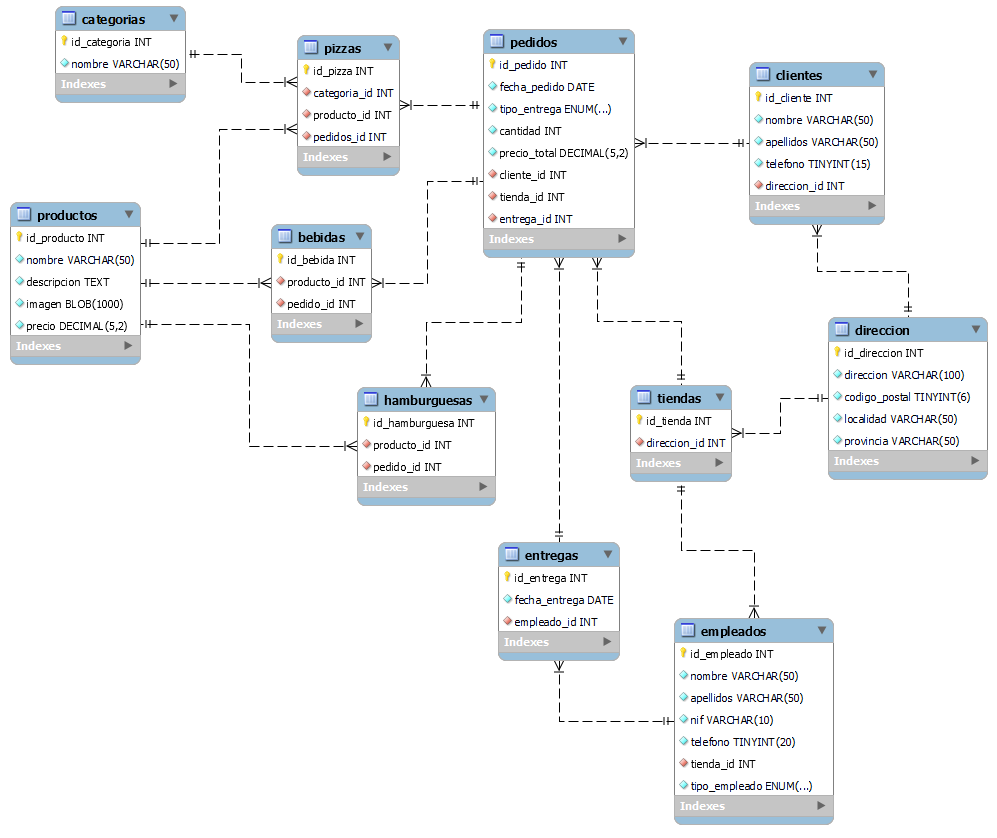 categorias
id_categoria INT
nombre VARCHAR(50)
Indexes
pizzas
id_pizza INT
categoria_id INT
producto_id INT
pedidos_id INT
Indexes
pedidos
id_pedido INT
fecha_pedido DATE
tipo_entrega ENUM(...)
cantidad INT
precio_total DECIMAL(5,2)
cliente_id INT
tienda_id INT
entrega_id INT
Indexes
clientes
id_cliente INT
nombre VARCHAR(50)
apellidos VARCHAR(50)
telefono TINYINT(15)
direccion_id INT
Indexes
productos
id_producto INT
nombre VARCHAR(50)
descripcion TEXT
imagen BLOB(1000)
precio DECIMAL(5,2)
Indexes
bebidas
id_bebida INT
producto_id INT
pedido_id INT
Indexes
direccion
id_direccion INT
direccion VARCHAR(100)
codigo_postal TINYINT(6)
localidad VARCHAR(50)
provincia VARCHAR(50)
Indexes
hamburguesas
id_hamburguesa INT
producto_id INT
pedido_id INT
Indexes
tiendas
id_tienda INT
direccion_id INT
Indexes
entregas
id_entrega INT
fecha_entrega DATE
empleado_id INT
Indexes
empleados
id_empleado INT
nombre VARCHAR(50)
apellidos VARCHAR(50)
nif VARCHAR(10)
telefono TINYINT(20)
tienda_id INT
tipo_empleado ENUM(...)
Indexes